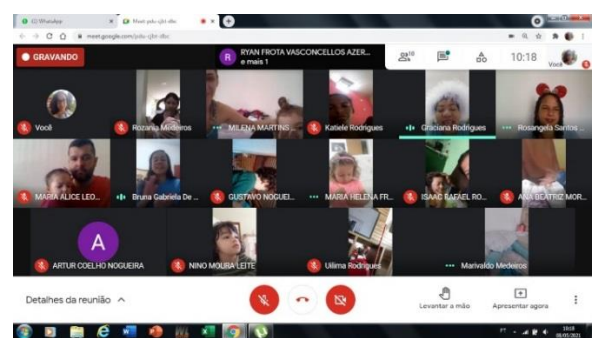 (2) WhatsApp
Meet - pdu-cjbt-dbc
meet.google.com/pdu-cjbt-dbc
GRAVANDO
R
RYAN FROTA VASCONCELLOS AZER...
e mais 1
18
10:18
Você
Você
Rozania Medeiros
MILENA MARTINS
Katiele Rodrigues
Graciana Rodrigues
Rosangela Santos ...
MARIA ALICE LEO...
Bruna Gabriela De ...
GUSTAVO NOGUEI...
MARIA HELENA FR...
ISAAC RAFAEL RO...
ANA BEATRIZ MOR...
A
ARTUR COELHO NOGUEIRA
NINO MOURA LEITE
Uilima Rodrigues
Marivaldo Medeiros
Detalhes da reunião
Levantar a mão
Apresentar agora
PT
10:18